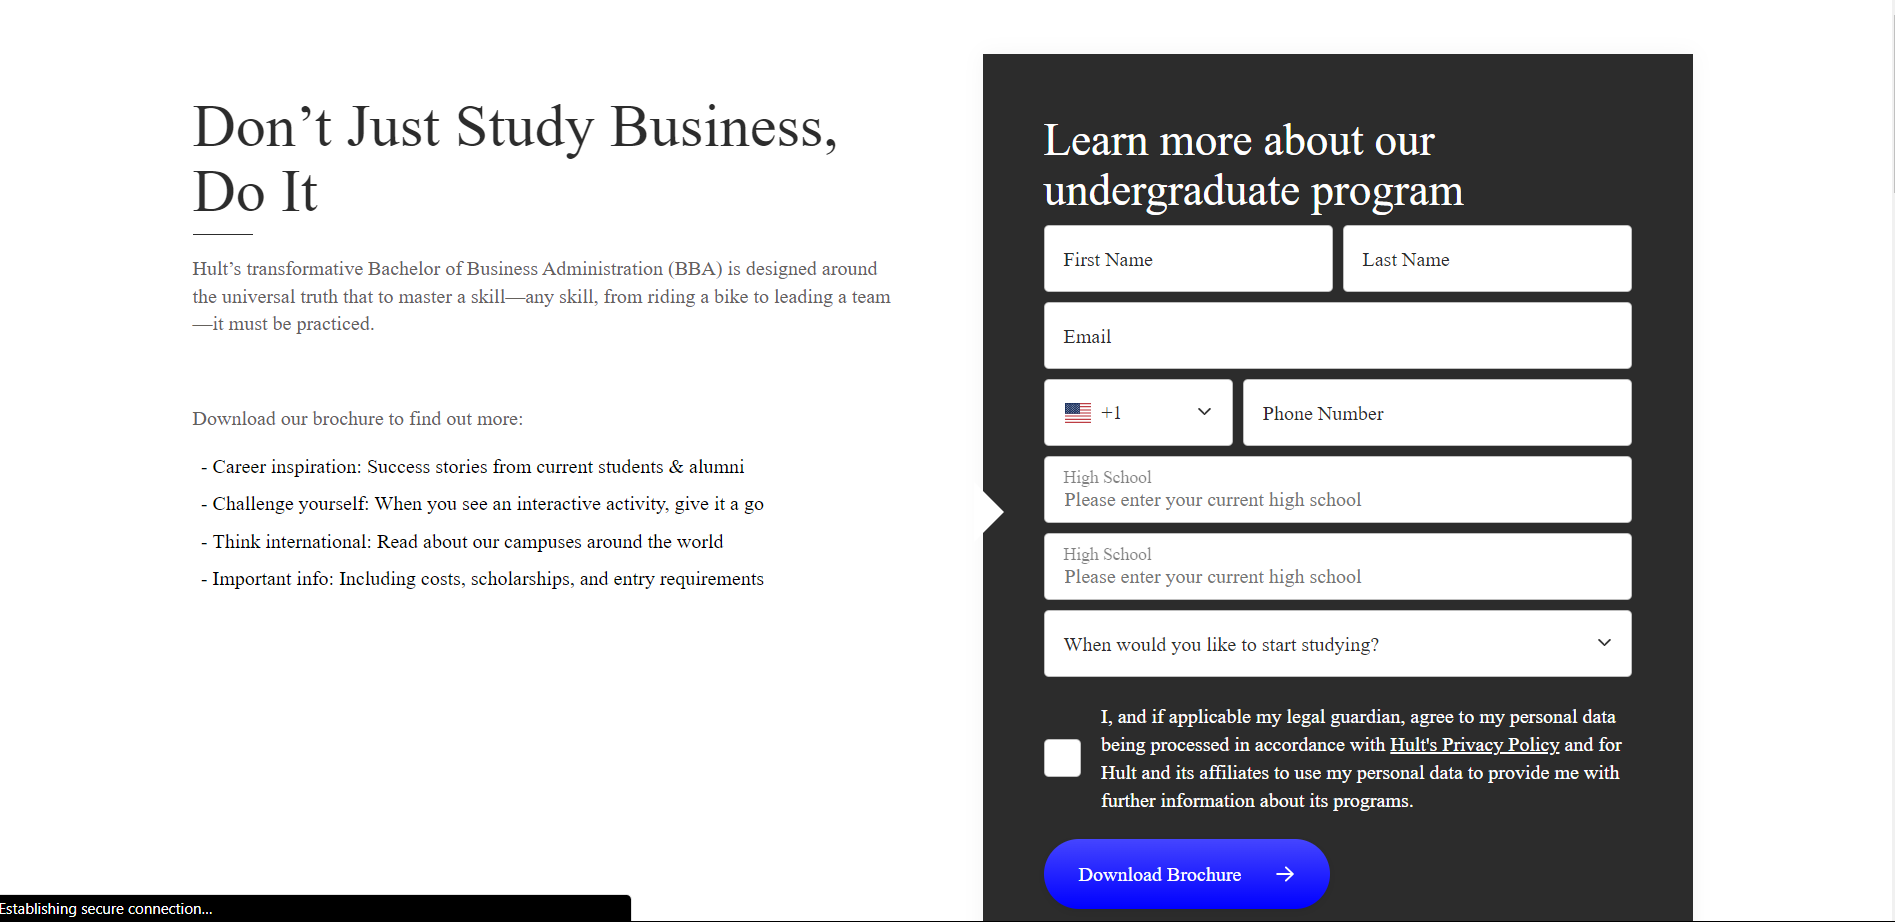 Don’t Just Study Business,
Do It
Hult’s transformative Bachelor of Business Administration (BBA) is designed around
the universal truth that to master a skill—any skill, from riding a bike to leading a team
—it must be practiced.
Download our brochure to find out more:
- Career inspiration: Success stories from current students & alumni
- Challenge yourself: When you see an interactive activity, give it a go
- Think international: Read about our campuses around the world
- Important info: Including costs, scholarships, and entry requirements
Learn more about our
undergraduate program
First Name
Last Name
Email
+1
Phone Number
High School
Please enter your current high school
High School
Please enter your current high school
When would you like to start studying?
I, and if applicable my legal guardian, agree to my personal data
being processed in accordance with Hult's Privacy Policy and for
Hult and its affiliates to use my personal data to provide me with
further information about its programs.
Download Brochure
Establishing secure connection...